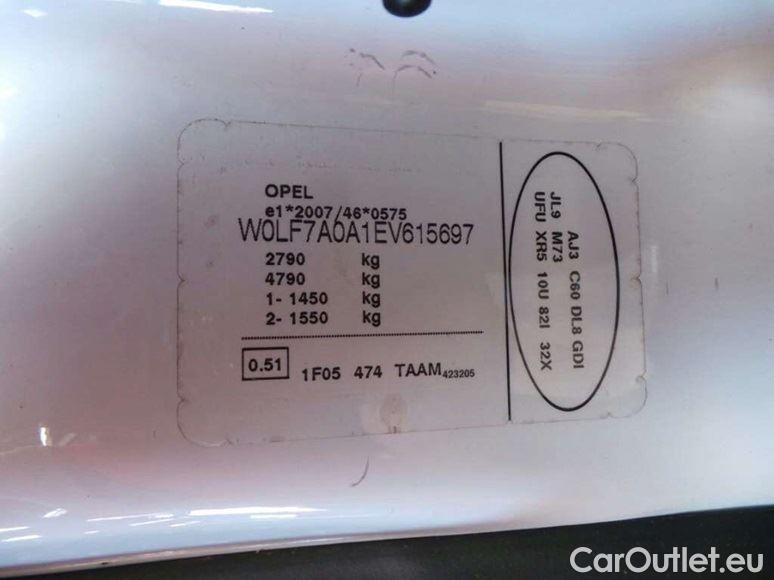 OPEL
e1*2007/46*0575
W0LF7A0A1EV615697
2790 kg
4790 kg
1- 1450 kg
2- 1550 kg
0.51 1F05 474 TAAM423205
AJ3 C60 DL8 GDI
JL9 M73
UFU XR5 10U 82I 32X
CarOutlet.eu